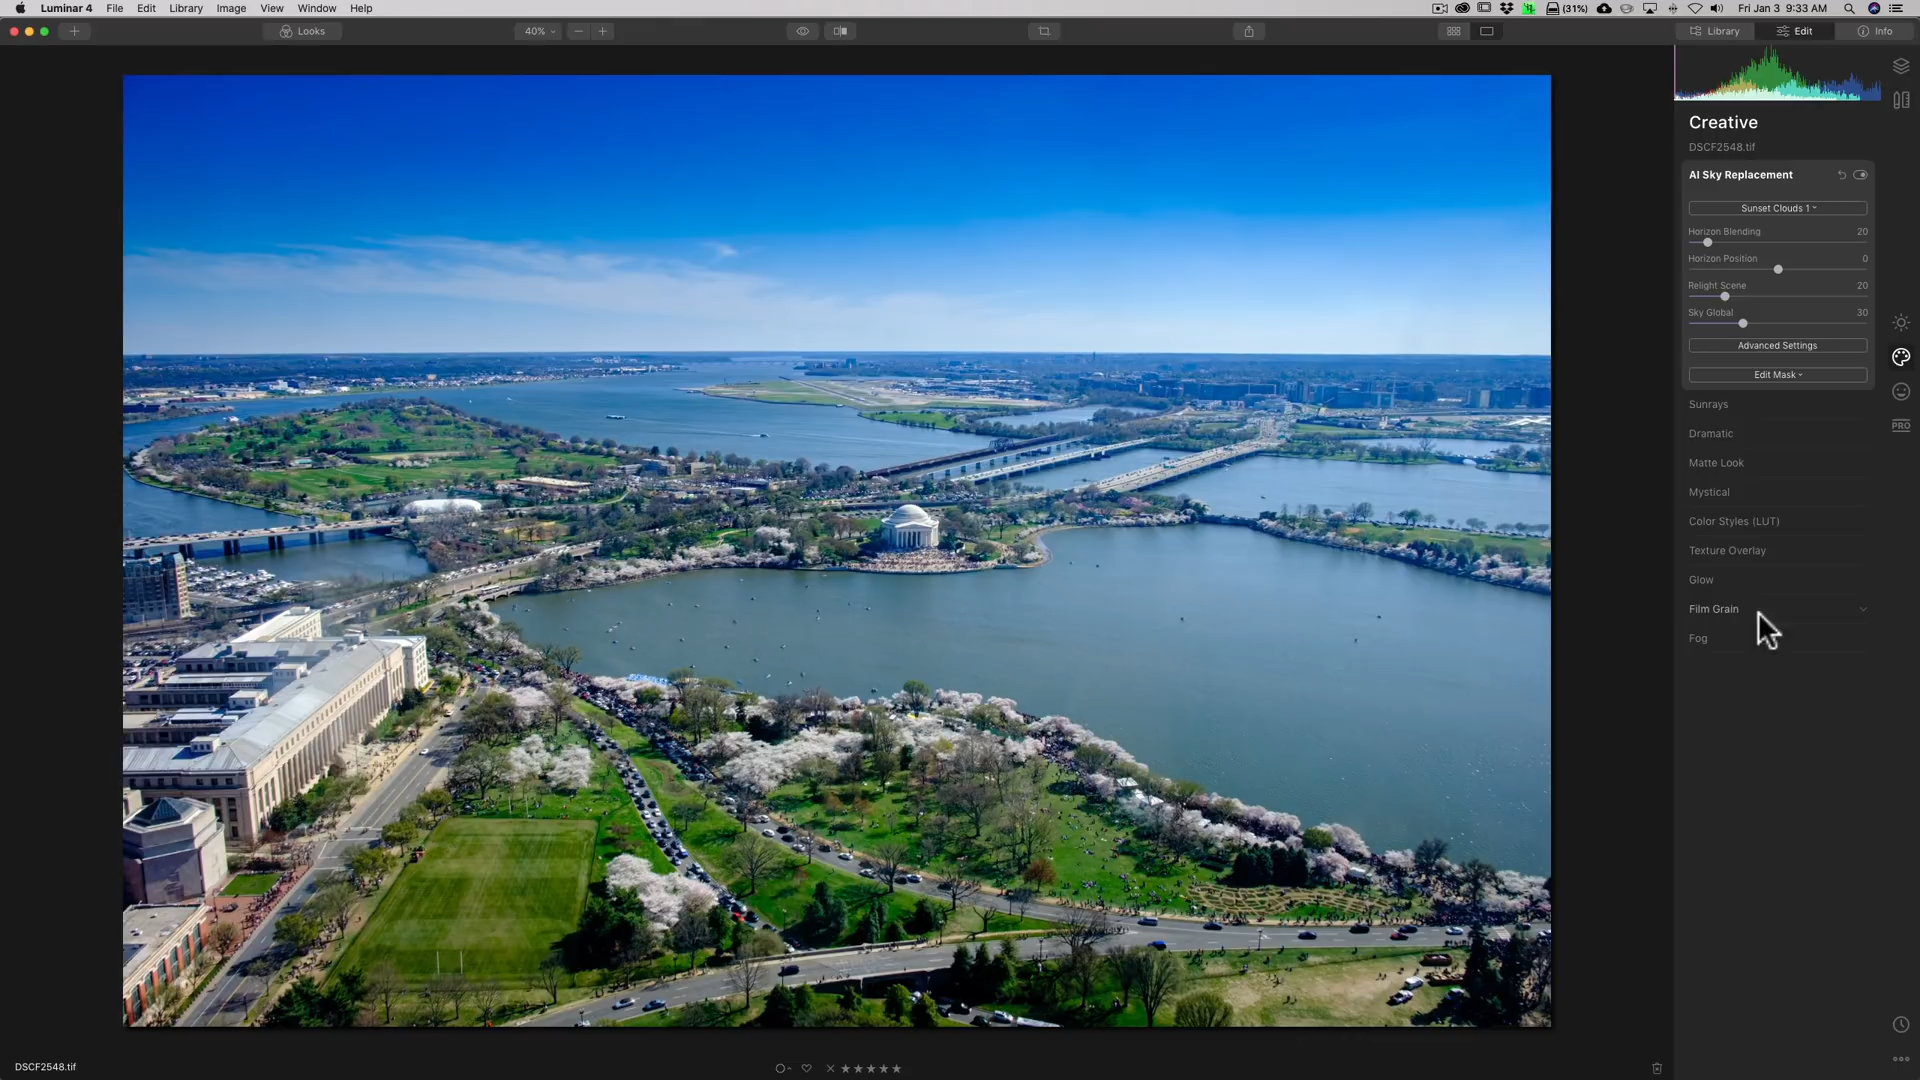 Luminar 4 File Edit Library Image View Window Help (31%) Fri Jan 3 9:33 AM
Looks 40% Library Edit Info
Creative
DSCF2548.tif
AI Sky Replacement
Sunset Clouds 1
Horizon Blending 20
Horizon Position 0
Relight Scene 20
Sky Global 30
Advanced Settings
Edit Mask
Sunrays
Dramatic
PRO
Matte Look
Mystical
Color Styles (LUT)
Texture Overlay
Glow
Film Grain
Fog
DSCF2548.tif